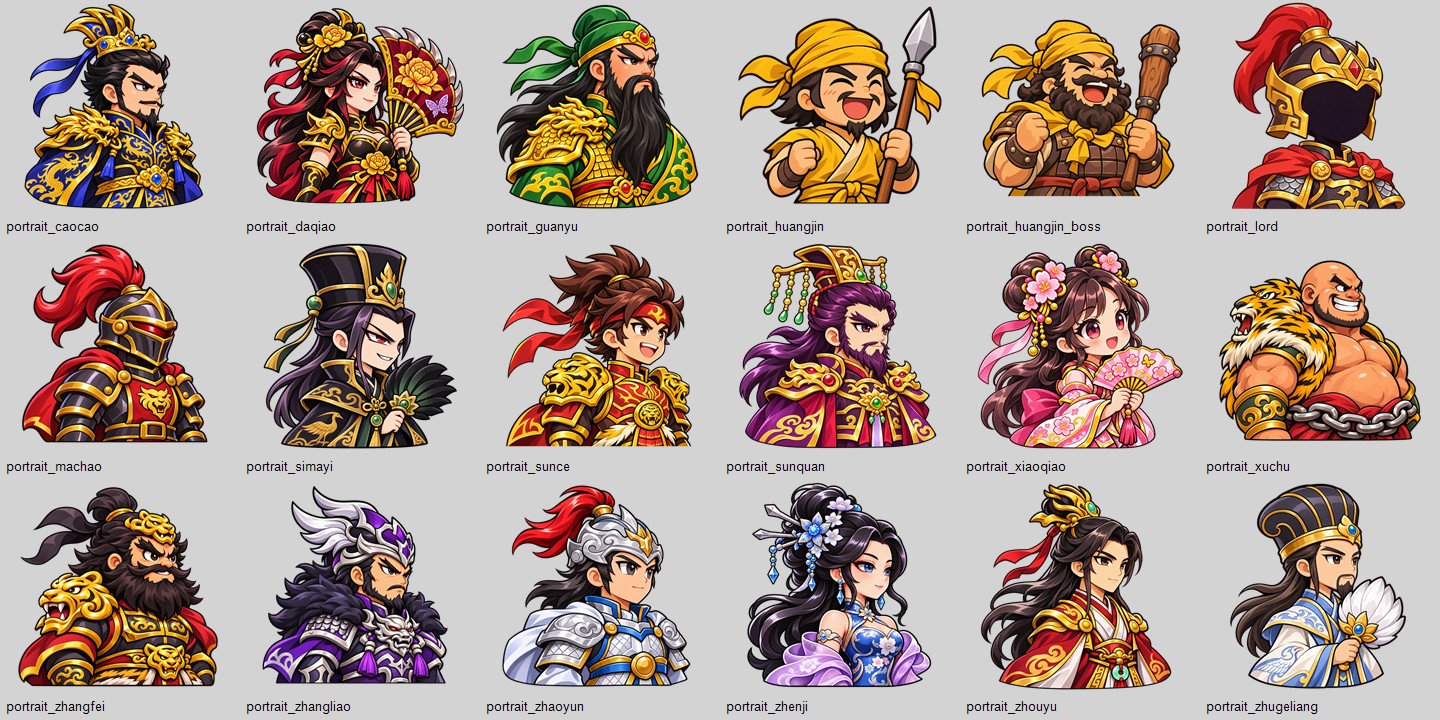 portrait_caocao
portrait_daqiao
portrait_guanyu
portrait_huangjin
portrait_huangjin_boss
portrait_lord
portrait_machao
portrait_simayi
portrait_sunce
portrait_sunquan
portrait_xiaoqiao
portrait_xuchu
portrait_zhangfei
portrait_zhangliao
portrait_zhaoyun
portrait_zhenji
portrait_zhouyu
portrait_zhugeliang